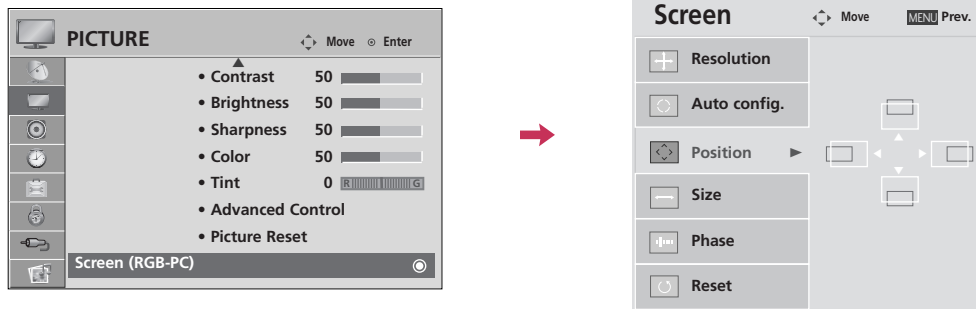 PICTURE
Move ⊙ Enter
• Contrast 50
• Brightness 50
• Sharpness 50
• Color 50
• Tint 0 R G
• Advanced Control
• Picture Reset
Screen (RGB-PC)
Screen
Move MENU Prev.
Resolution
Auto config.
Position ►
Size
Phase
Reset